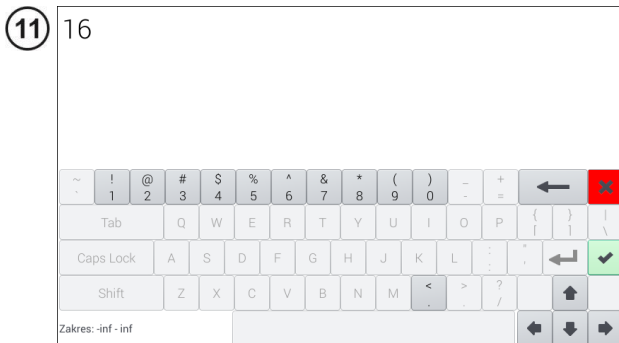 11
16
~ ! @ # $ % ^ & * ( ) _ +
` 1 2 3 4 5 6 7 8 9 0 - =
Tab Q W E R T Y U I O P { } |
[ ] \
Caps Lock A S D F G H J K L : "
; '
Shift Z X C V B N M < > ?
, . /
Zakres: -inf - inf